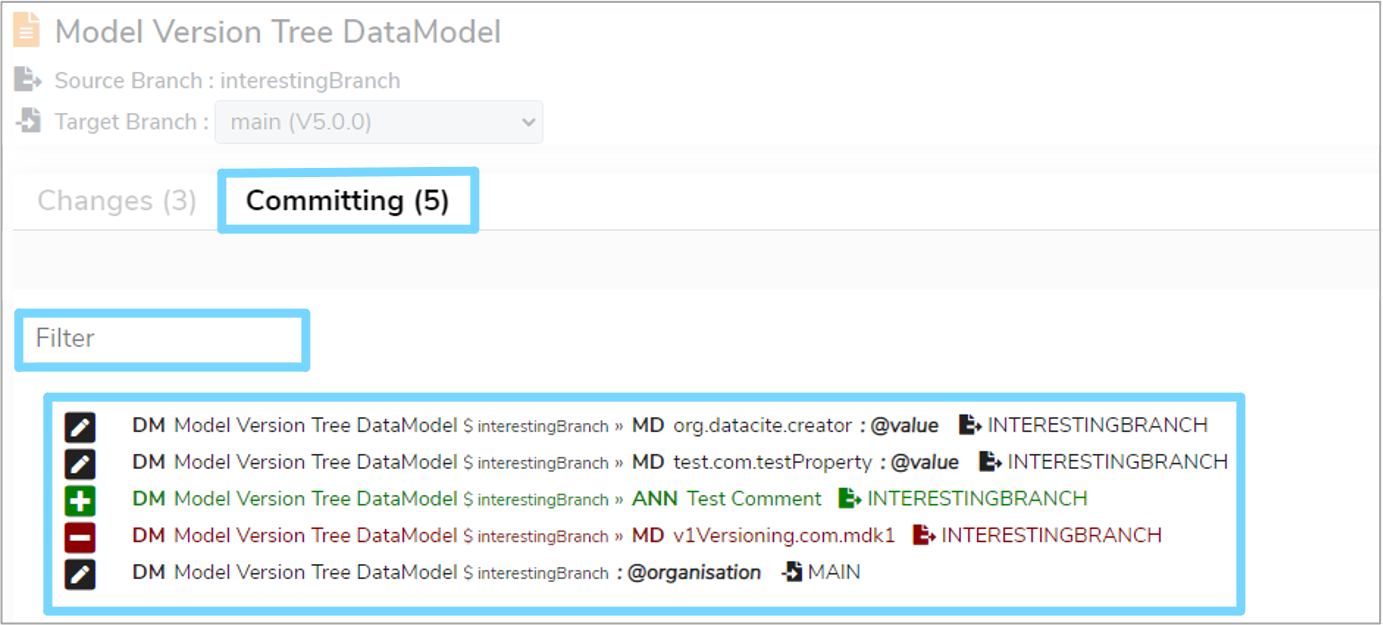 Model Version Tree DataModel
Source Branch : interestingBranch
Target Branch : main (V5.0.0)
Changes (3) Committing (5)
Filter
DM Model Version Tree DataModel $ interestingBranch » MD org.datacite.creator : @value INTERESTINGBRANCH
DM Model Version Tree DataModel $ interestingBranch » MD test.com.testProperty : @value INTERESTINGBRANCH
DM Model Version Tree DataModel $ interestingBranch » ANN Test Comment INTERESTINGBRANCH
DM Model Version Tree DataModel $ interestingBranch » MD v1Versioning.com.mdk1 INTERESTINGBRANCH
DM Model Version Tree DataModel $ interestingBranch : @organisation MAIN